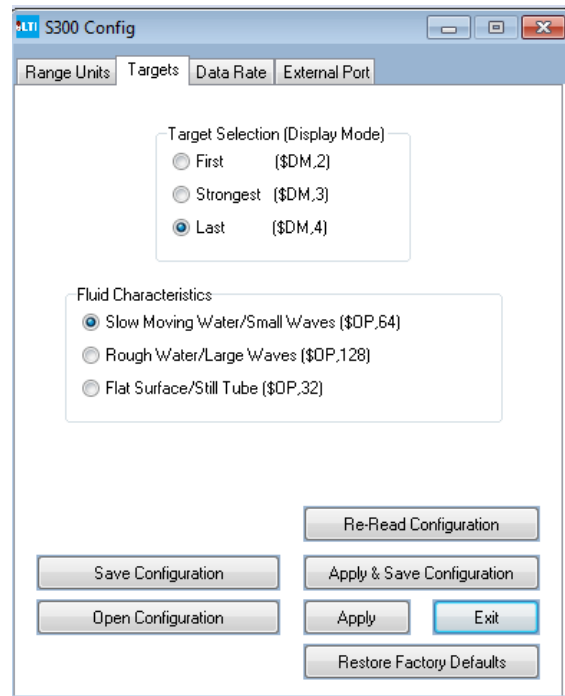 LTI S300 Config
Range Units Targets Data Rate External Port
Target Selection (Display Mode)
First ($DM,2)
Strongest ($DM,3)
Last ($DM,4)
Fluid Characteristics
Slow Moving Water/Small Waves ($OP,64)
Rough Water/Large Waves ($OP,128)
Flat Surface/Still Tube ($OP,32)
Re-Read Configuration
Save Configuration Apply & Save Configuration
Open Configuration Apply Exit
Restore Factory Defaults